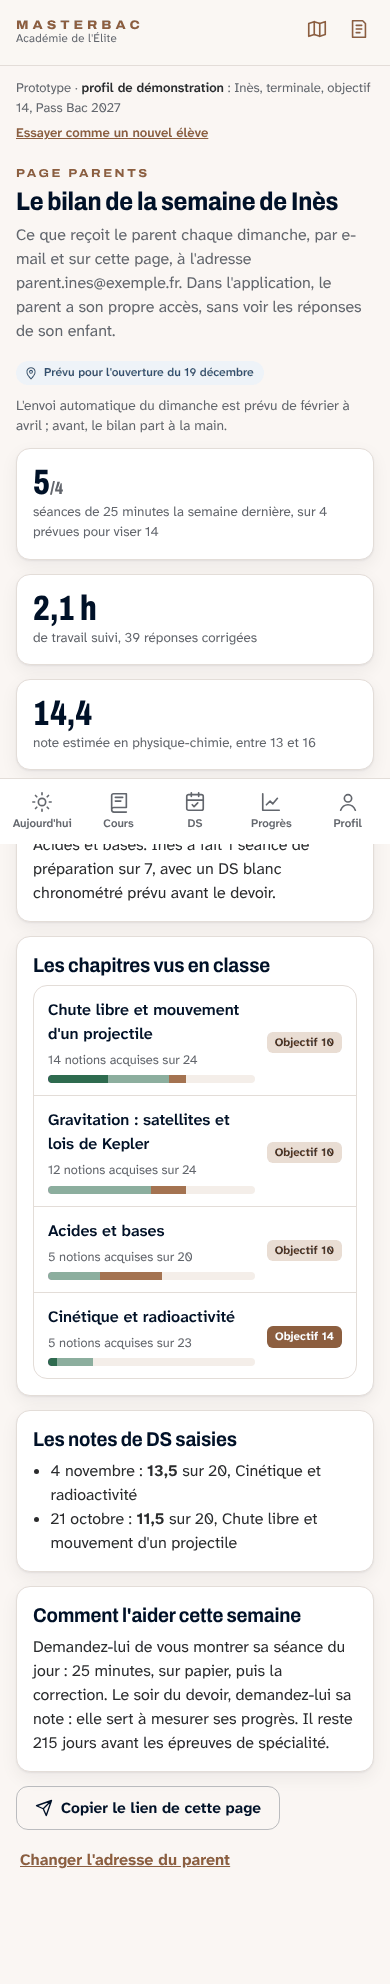 MASTERBAC
Académie de l'Élite
Prototype · profil de démonstration : Inès, terminale, objectif
14, Pass Bac 2027
Essayer comme un nouvel élève
PAGE PARENTS
Le bilan de la semaine de Inès
Ce que reçoit le parent chaque dimanche, par e-
mail et sur cette page, à l'adresse
parent.ines@exemple.fr. Dans l'application, le
parent a son propre accès, sans voir les réponses
de son enfant.
Prévu pour l'ouverture du 19 décembre
L'envoi automatique du dimanche est prévu de février à
avril ; avant, le bilan part à la main.
5/4
séances de 25 minutes la semaine dernière, sur 4
prévues pour viser 14
2,1 h
de travail suivi, 39 réponses corrigées
14,4
note estimée en physique-chimie, entre 13 et 16
Aujourd'hui
Cours
DS
Progrès
Profil
Acides et bases. Inès a fait 1 séance de
préparation sur 7, avec un DS blanc
chronométré prévu avant le devoir.
Les chapitres vus en classe
Chute libre et mouvement
d'un projectile
Objectif 10
14 notions acquises sur 24
Gravitation : satellites et
lois de Kepler
Objectif 10
12 notions acquises sur 24
Acides et bases
Objectif 10
5 notions acquises sur 20
Cinétique et radioactivité
Objectif 14
5 notions acquises sur 23
Les notes de DS saisies
• 4 novembre : 13,5 sur 20, Cinétique et
radioactivité
• 21 octobre : 11,5 sur 20, Chute libre et
mouvement d'un projectile
Comment l'aider cette semaine
Demandez-lui de vous montrer sa séance du
jour : 25 minutes, sur papier, puis la
correction. Le soir du devoir, demandez-lui sa
note : elle sert à mesurer ses progrès. Il reste
215 jours avant les épreuves de spécialité.
Copier le lien de cette page
Changer l'adresse du parent